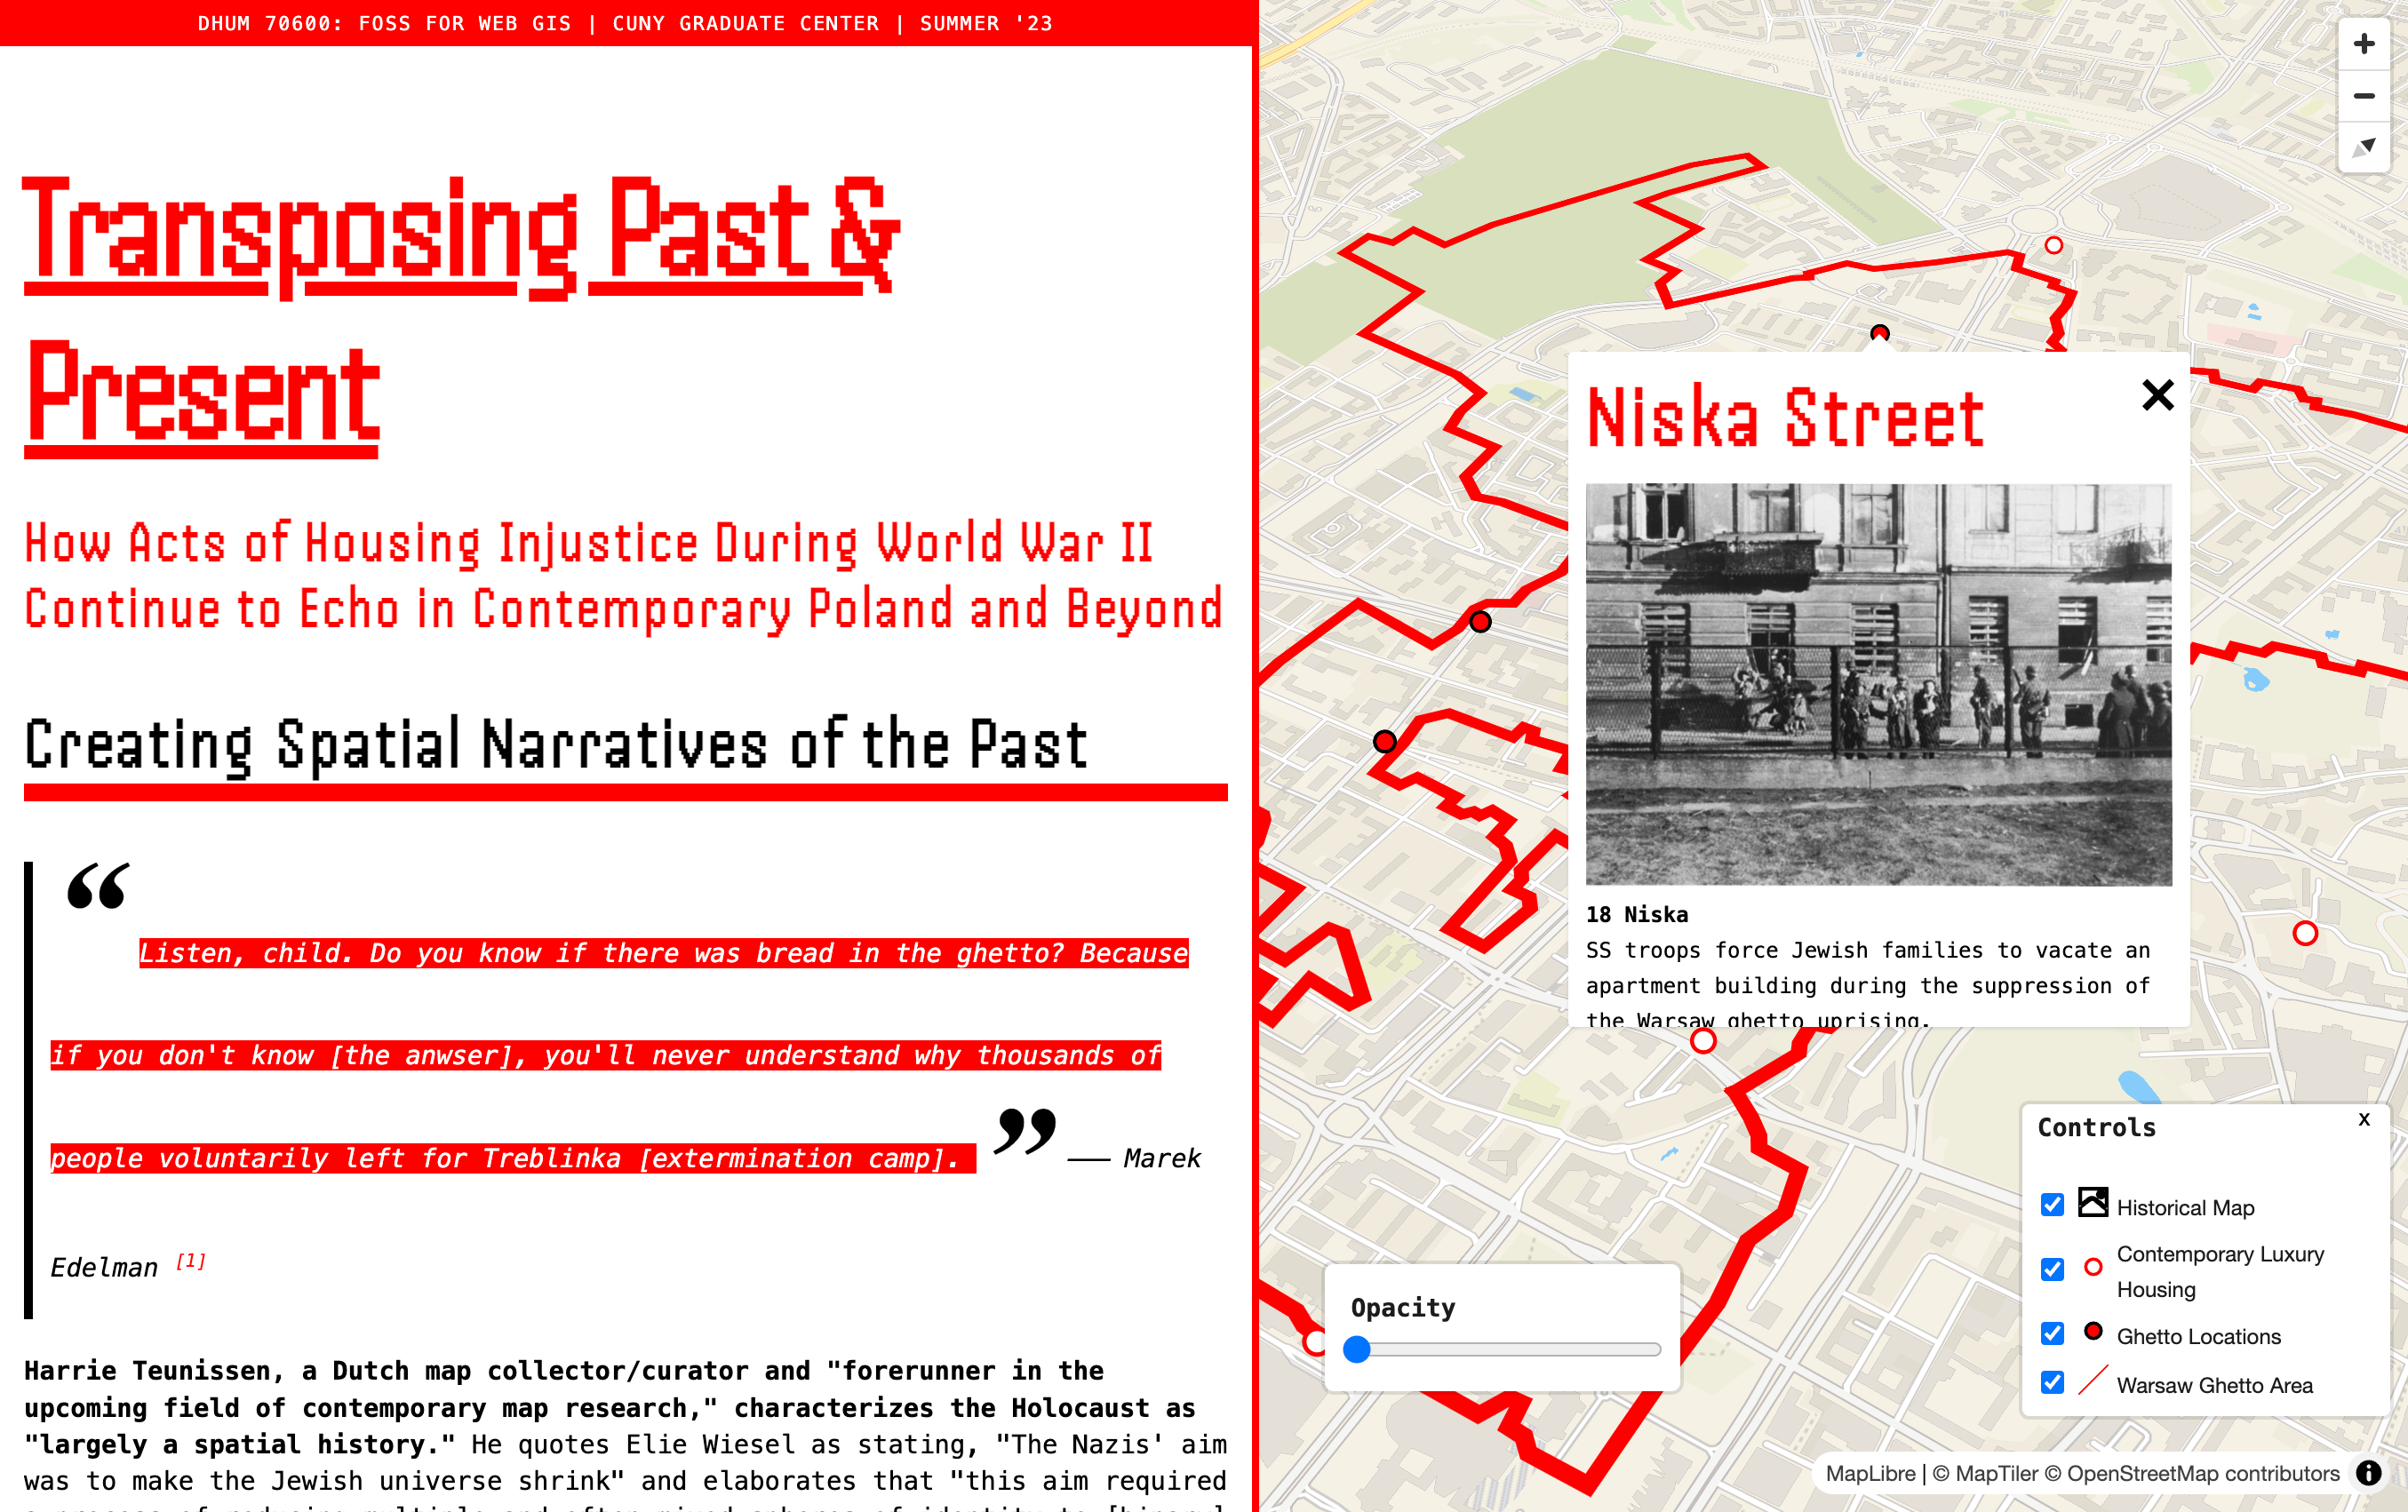 DHUM 70600: FOSS FOR WEB GIS | CUNY GRADUATE CENTER | SUMMER '23
Transposing Past &
Present
How Acts of Housing Injustice During World War II
Continue to Echo in Contemporary Poland and Beyond
Creating Spatial Narratives of the Past
“
Listen, child. Do you know if there was bread in the ghetto? Because
if you don't know [the anwser], you'll never understand why thousands of
people voluntarily left for Treblinka [extermination camp]. ” —— Marek
Edelman [1]
Harrie Teunissen, a Dutch map collector/curator and "forerunner in the
upcoming field of contemporary map research," characterizes the Holocaust as
"largely a spatial history." He quotes Elie Wiesel as stating, "The Nazis' aim
was to make the Jewish universe shrink" and elaborates that "this aim required
Niska Street
18 Niska
SS troops force Jewish families to vacate an
apartment building during the suppression of
the Warsaw ghetto uprising.
Opacity
Controls
x
Historical Map
Contemporary Luxury
Housing
Ghetto Locations
Warsaw Ghetto Area
MapLibre | © MapTiler © OpenStreetMap contributors